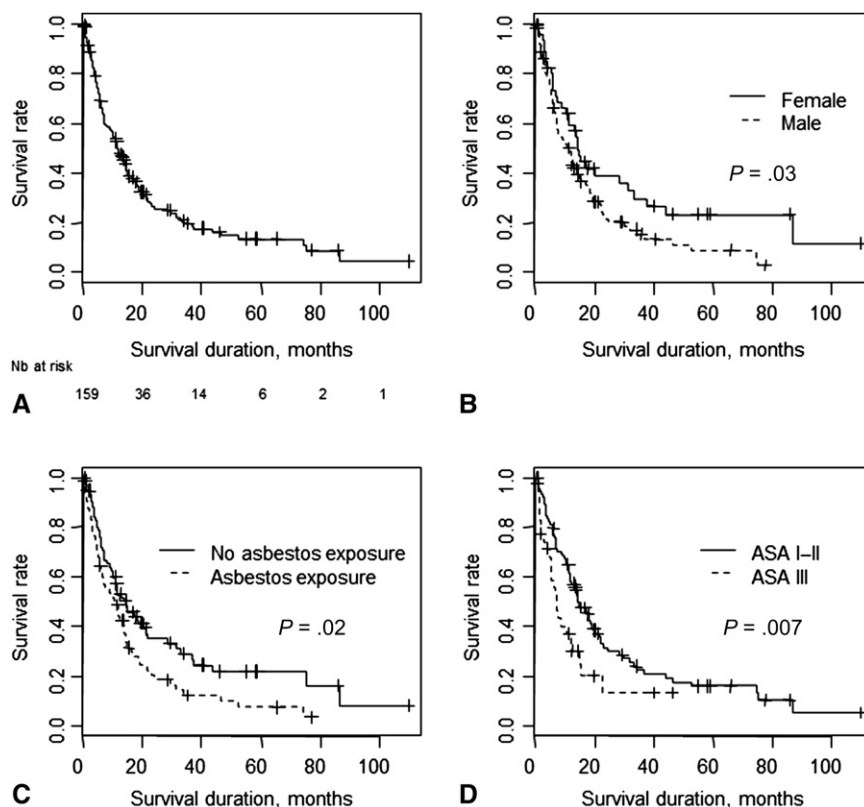 1.0
0.8
0.6
0.4
0.2
0.0
Survival rate
0 20 40 60 80 100
Survival duration, months
Nb at risk
159 36 14 6 2 1
A
1.0
0.8
0.6
0.4
0.2
0.0
Survival rate
Female
Male
P = .03
0 20 40 60 80 100
Survival duration, months
B
1.0
0.8
0.6
0.4
0.2
0.0
Survival rate
No asbestos exposure
Asbestos exposure
P = .02
0 20 40 60 80 100
Survival duration, months
C
1.0
0.8
0.6
0.4
0.2
0.0
Survival rate
ASA I–II
ASA III
P = .007
0 20 40 60 80 100
Survival duration, months
D